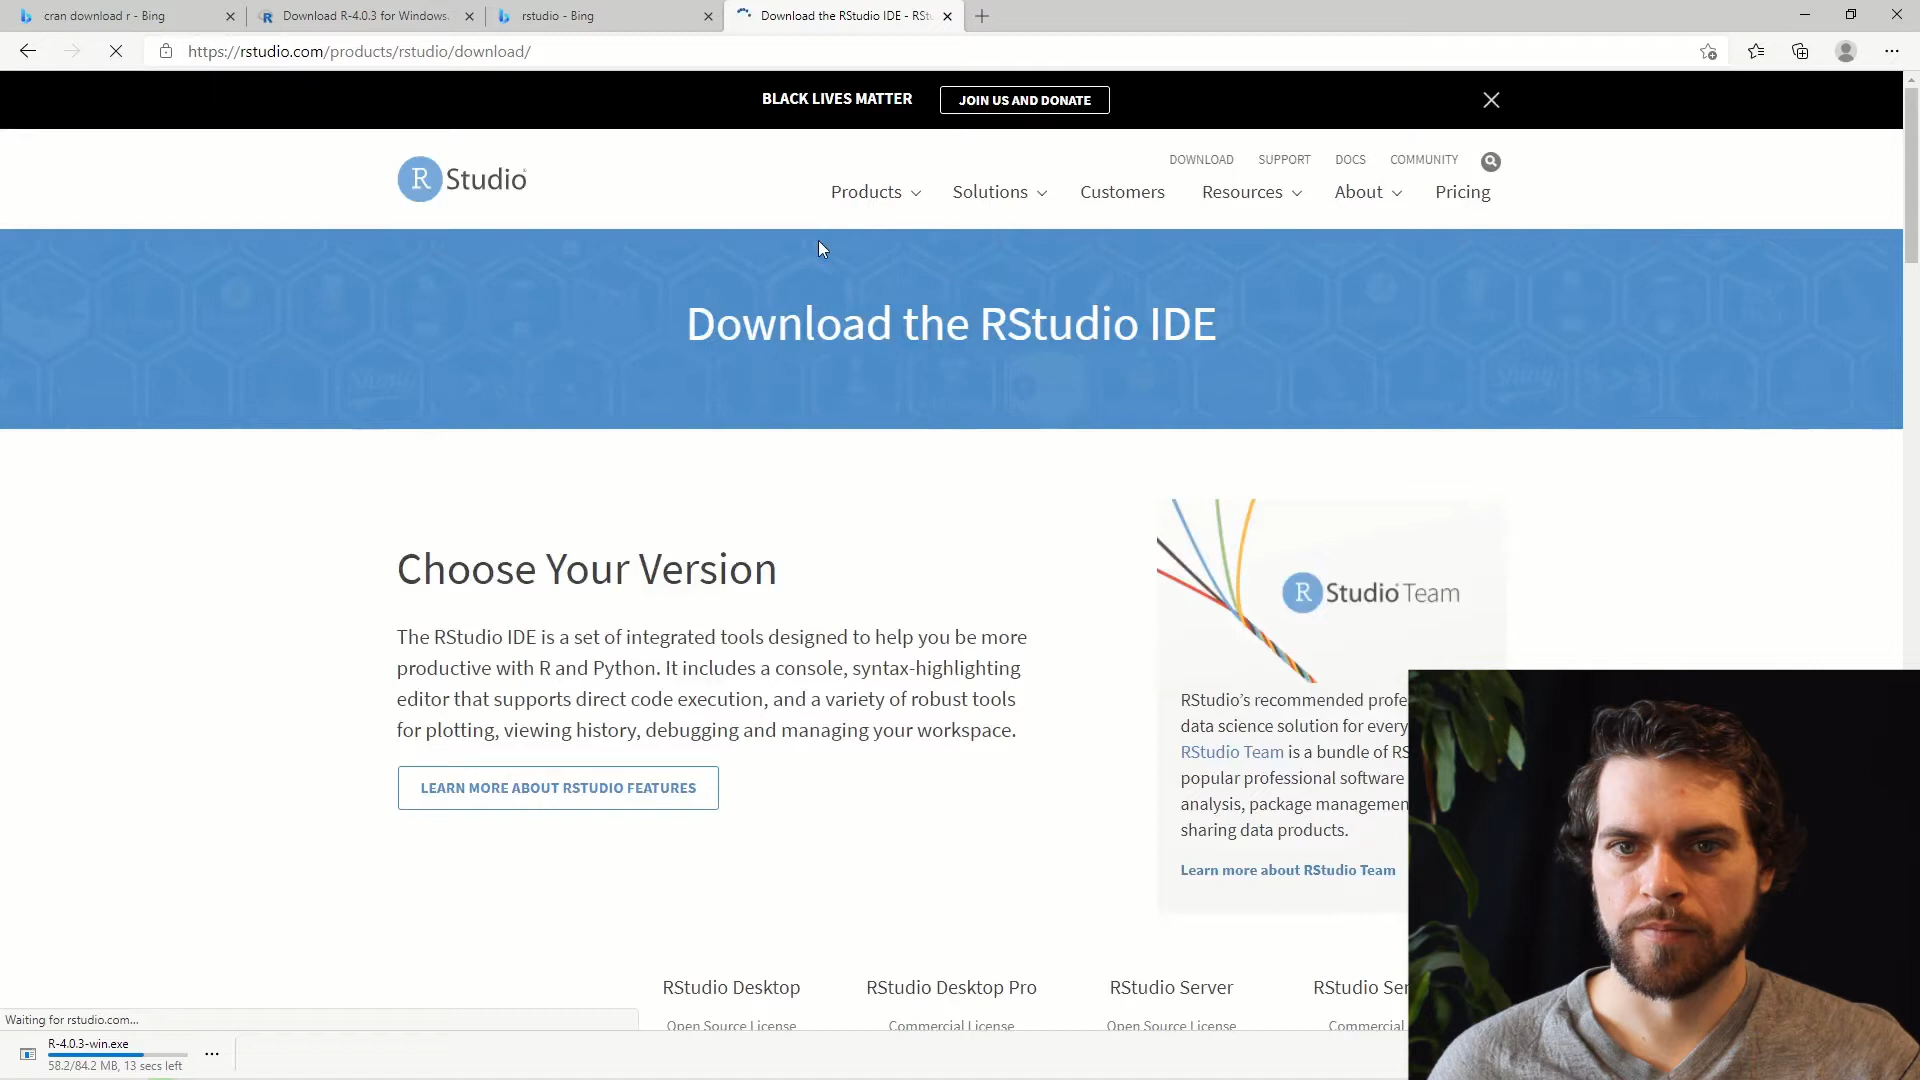 cran download r - Bing
Download R-4.0.3 for Windows.
rstudio - Bing
Download the RStudio IDE - RStu
https://rstudio.com/products/rstudio/download/
BLACK LIVES MATTER
JOIN US AND DONATE
DOWNLOAD SUPPORT DOCS COMMUNITY
R Studio
Products Solutions Customers Resources About Pricing
Download the RStudio IDE
Choose Your Version
The RStudio IDE is a set of integrated tools designed to help you be more
productive with R and Python. It includes a console, syntax-highlighting
editor that supports direct code execution, and a variety of robust tools
for plotting, viewing history, debugging and managing your workspace.
LEARN MORE ABOUT RSTUDIO FEATURES
R Studio Team
RStudio’s recommended profe
data science solution for every
RStudio Team is a bundle of RS
popular professional software
analysis, package managemen
sharing data products.
Learn more about RStudio Team
RStudio Desktop RStudio Desktop Pro RStudio Server RStudio Ser
Open Source License Commercial License Open Source License Commercial
Waiting for rstudio.com...
R-4.0.3-win.exe
58.2/84.2 MB, 13 secs left